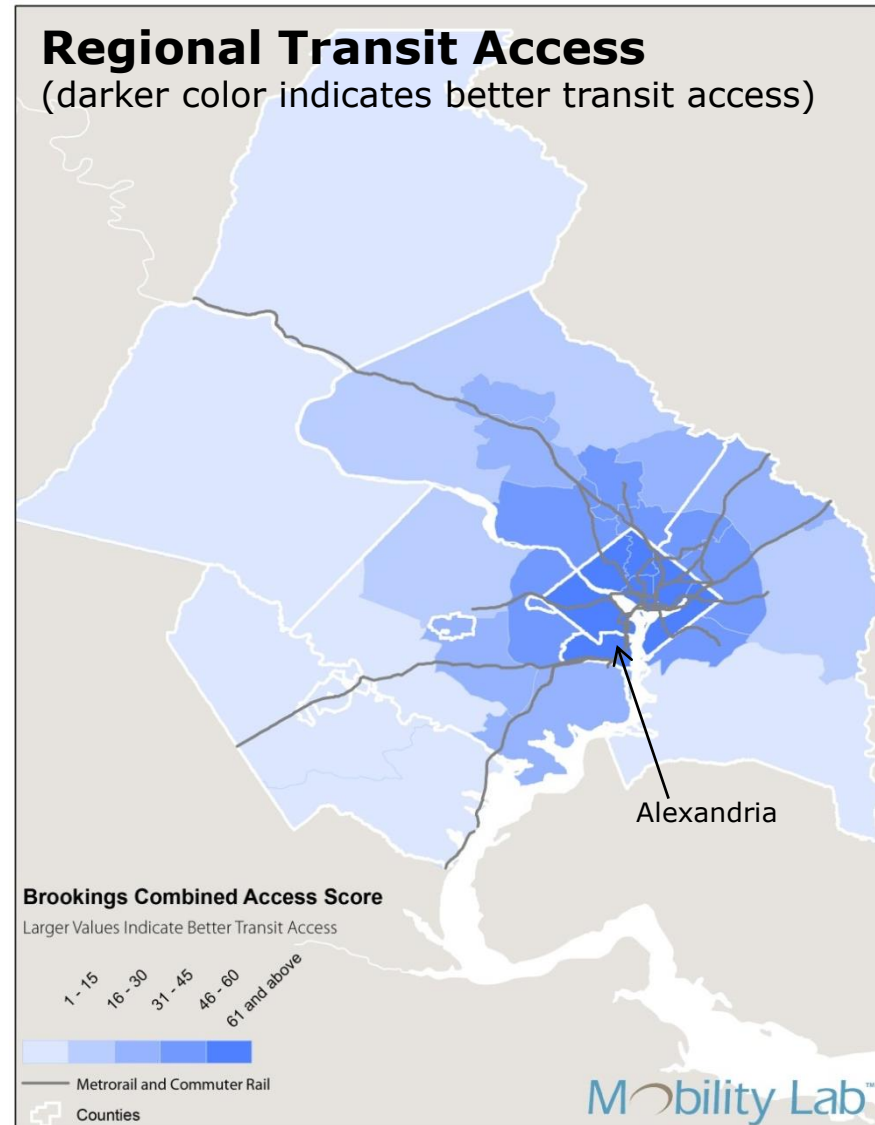 Regional Transit Access
(darker color indicates better transit access)
Alexandria
Brookings Combined Access Score
Larger Values Indicate Better Transit Access
1 - 15
16 - 30
31 - 45
46 - 60
61 and above
Metrorail and Commuter Rail
Counties
Mobility Lab™